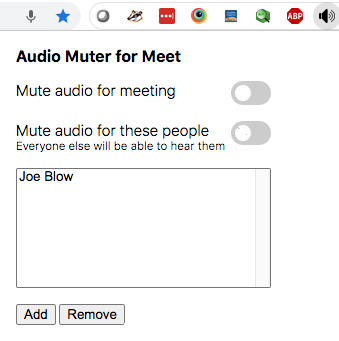 ABP
Audio Muter for Meet
Mute audio for meeting
Mute audio for these people
Everyone else will be able to hear them
Joe Blow
Add Remove